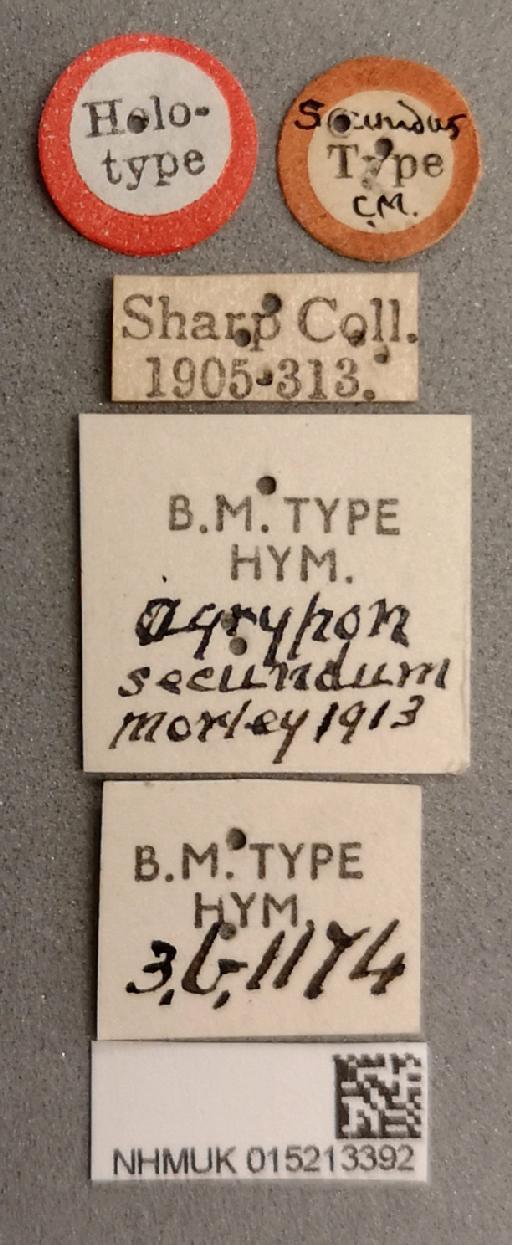 Holo-
type
Secundus
Type
C.M.
Sharp Coll.
1905-313.
B.M. TYPE
HYM.
Agrypon
secundum
morley 1913
B.M. TYPE
HYM.
3,b,1174
NHMUK 015213392